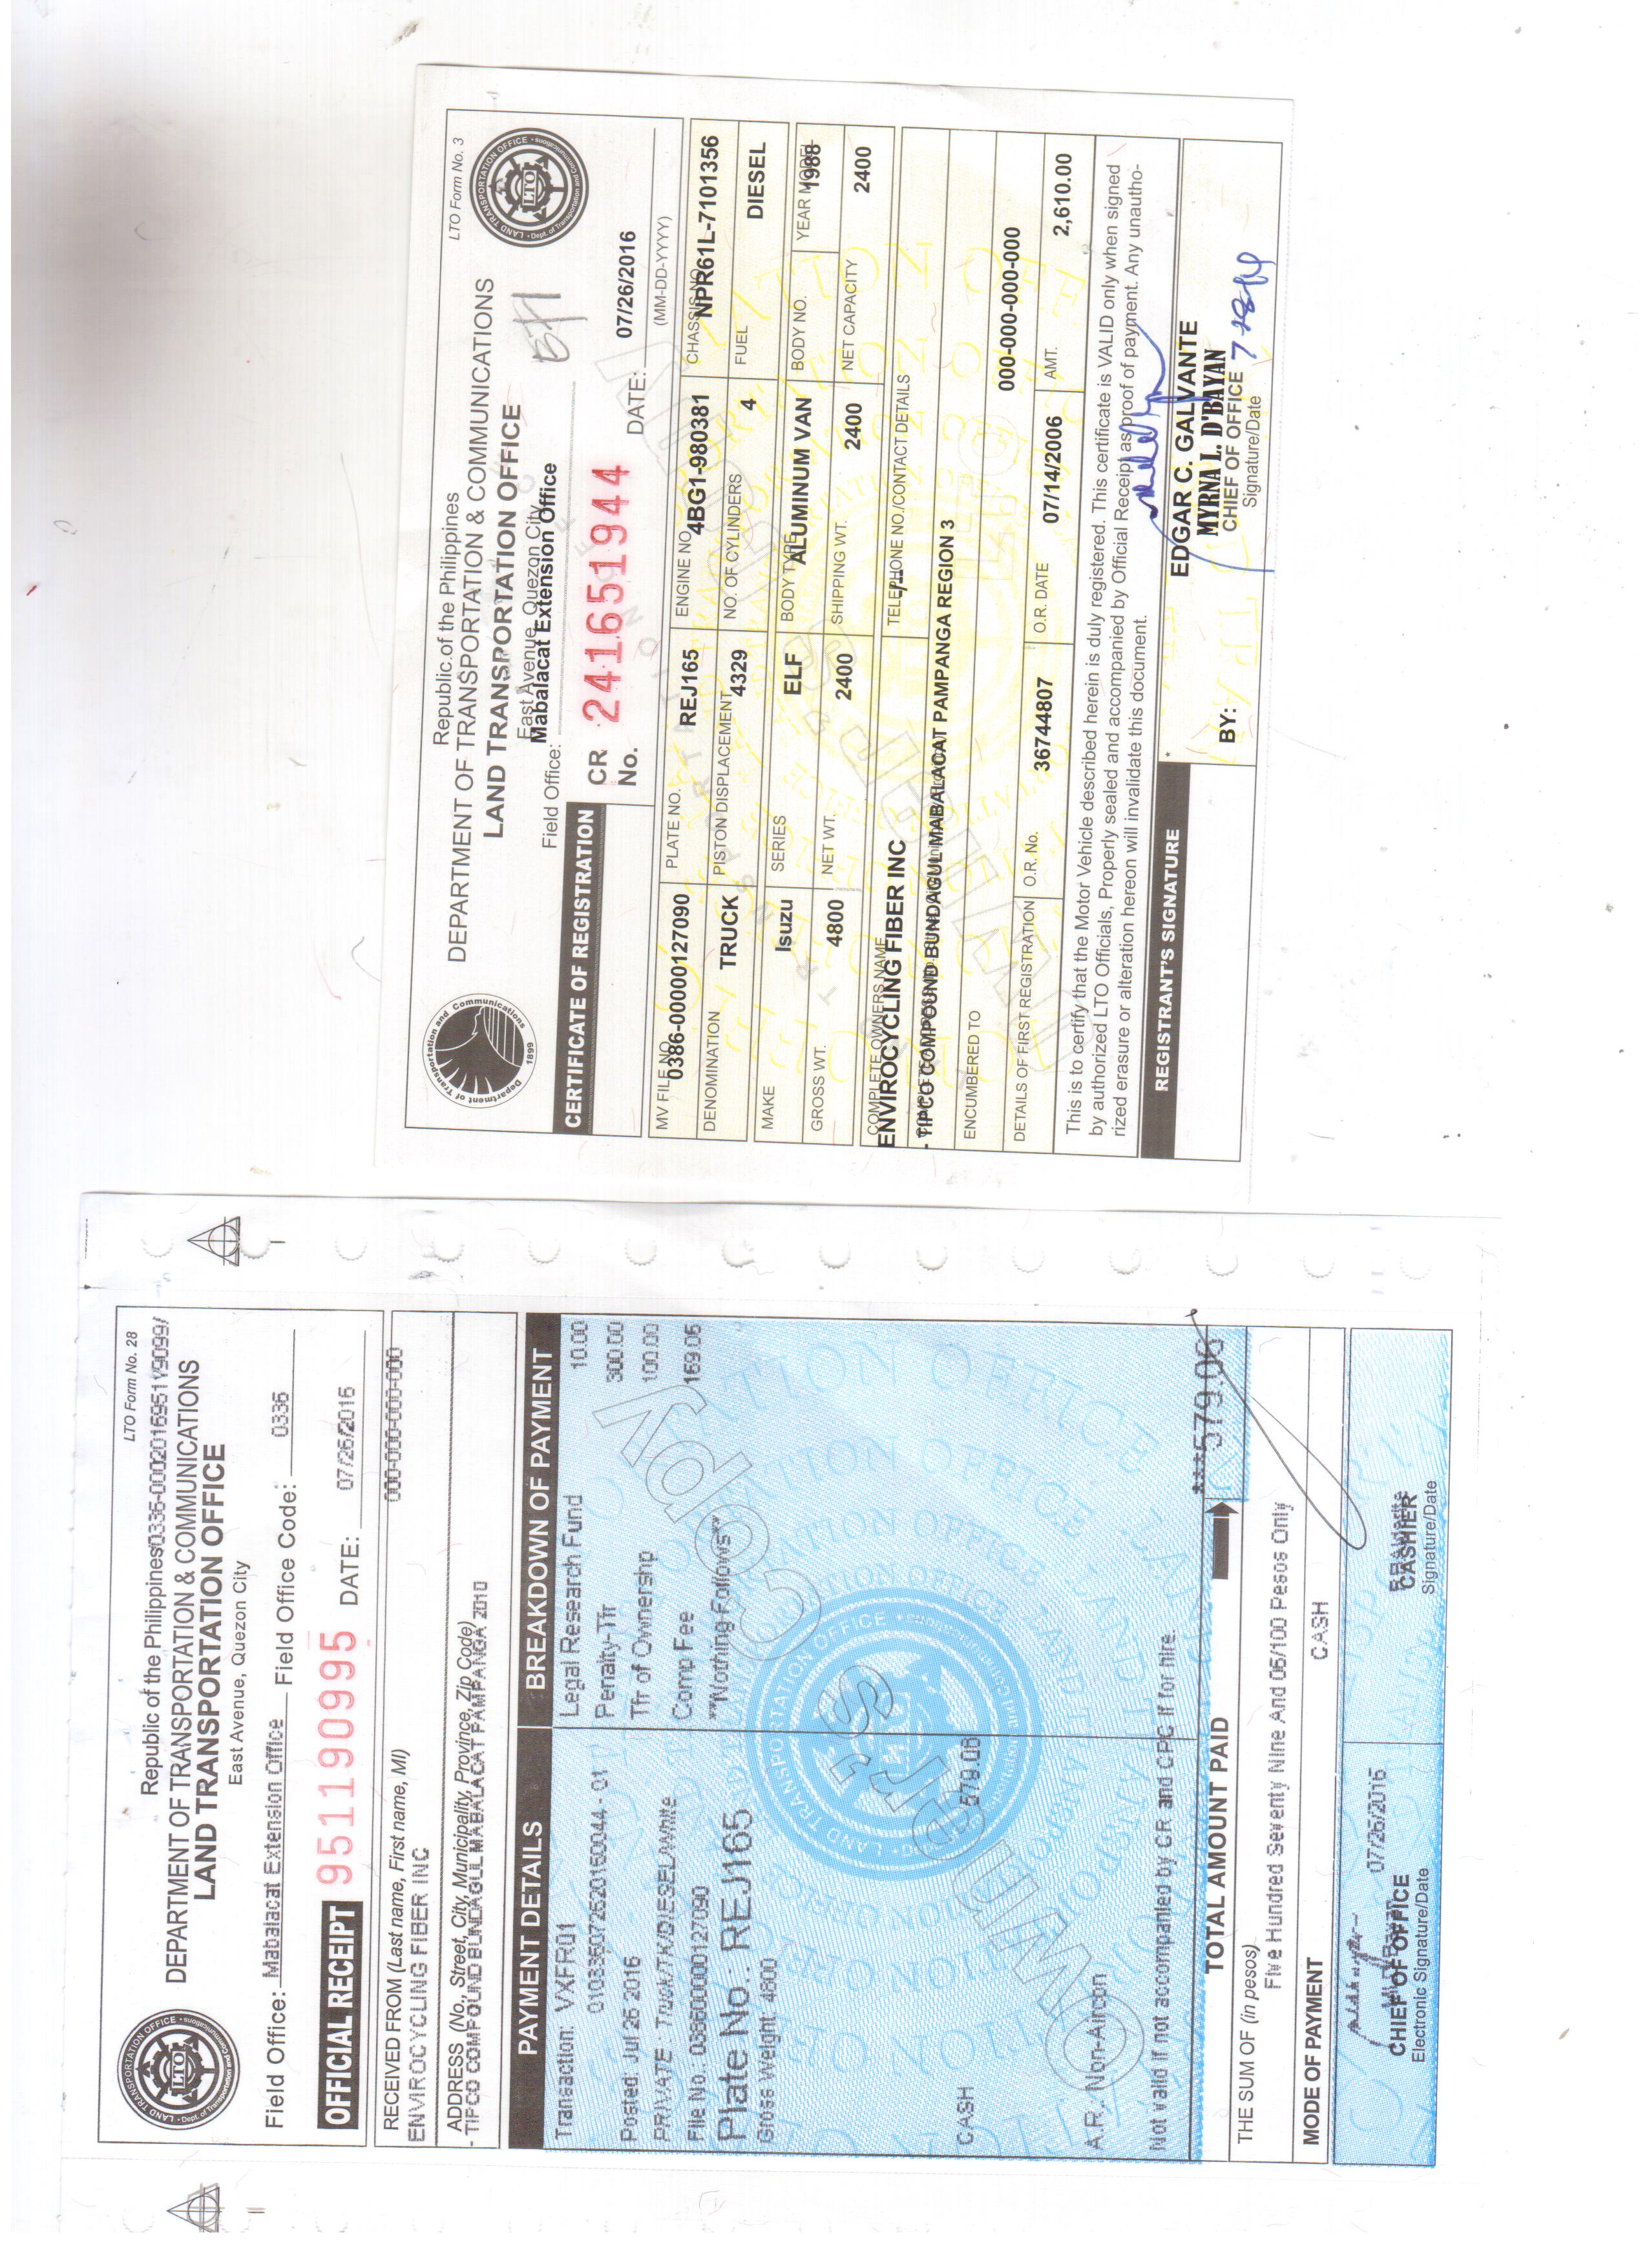 LTO Form No. 28
Republic of the Philippines
DEPARTMENT OF TRANSPORTATION & COMMUNICATIONS
LAND TRANSPORTATION OFFICE
East Avenue, Quezon City
Field Office: Mabalacat Extension Office Field Office Code: 0336
OFFICIAL RECEIPT 951190995 DATE: 07/26/2016
RECEIVED FROM (Last name, First name, MI) 000-000-000-000
ENVIROCYCLING FIBER INC
ADDRESS (No., Street, City, Municipality, Province, Zip Code)
- TIPCO COMPOUND BUNDAGUL MABALACAT PAMPANGA 2010
PAYMENT DETAILS BREAKDOWN OF PAYMENT
Transaction: VXFR01 Legal Research Fund 10.00
Penalty-Tfr 300.00
Posted Jul 26 2016 Tfr of Ownershp 100.00
PRIVATE : Truck/TK/DIESEL/White Comp Fee 169.06
File No.: 038600000127090 **Nothing Follows**
Plate No.: REJ165
Gross Weight: 4800
CASH 579.06
A.R. Non-Aircon
Not valid if not accompanied by CR and CPC if for hire.
TOTAL AMOUNT PAID ***579.06
THE SUM OF (in pesos)
Five Hundred Seventy Nine And 06/100 Pesos Only
MODE OF PAYMENT CASH
07/26/2016
CHIEF OF OFFICE CASHIER
Electronic Signature/Date Signature/Date
Owner's Copy
LTO Form No. 3
Republic of the Philippines
DEPARTMENT OF TRANSPORTATION & COMMUNICATIONS
LAND TRANSPORTATION OFFICE
East Avenue, Quezon City
Field Office: Mabalacat Extension Office
CERTIFICATE OF REGISTRATION
CR No. 241651944 DATE: 07/26/2016
(MM-DD-YYYY)
MV FILE NO. PLATE NO. ENGINE NO. CHASSIS NO.
0386-00000127090 REJ165 4BG1-980381 NPR61L-7101356
DENOMINATION PISTON DISPLACEMENT NO. OF CYLINDERS FUEL
TRUCK 4329 4 DIESEL
MAKE SERIES BODY TYPE BODY NO. YEAR MODEL
Isuzu ELF ALUMINUM VAN 1988
GROSS WT. NET WT. SHIPPING WT. NET CAPACITY
4800 2400 2400 2400
COMPLETE OWNERS NAME TELEPHONE NO./CONTACT DETAILS
ENVIROCYCLING FIBER INC
- TIPCO COMPOUND BUNDAGUL MABALACAT PAMPANGA REGION 3
ENCUMBERED TO 000-000-000-000
DETAILS OF FIRST REGISTRATION O.R. No. O.R. DATE AMT.
36744807 07/14/2006 2,610.00
This is to certify that the Motor Vehicle described herein is duly registered. This certificate is VALID only when signed
by authorized LTO Officials, Properly sealed and accompanied by Official Receipt as proof of payment. Any unautho-
rized erasure or alteration hereon will invalidate this document.
REGISTRANT'S SIGNATURE
EDGAR C. GALVANTE
BY: MYRNA L. D'BAYAN
CHIEF OF OFFICE
Signature/Date